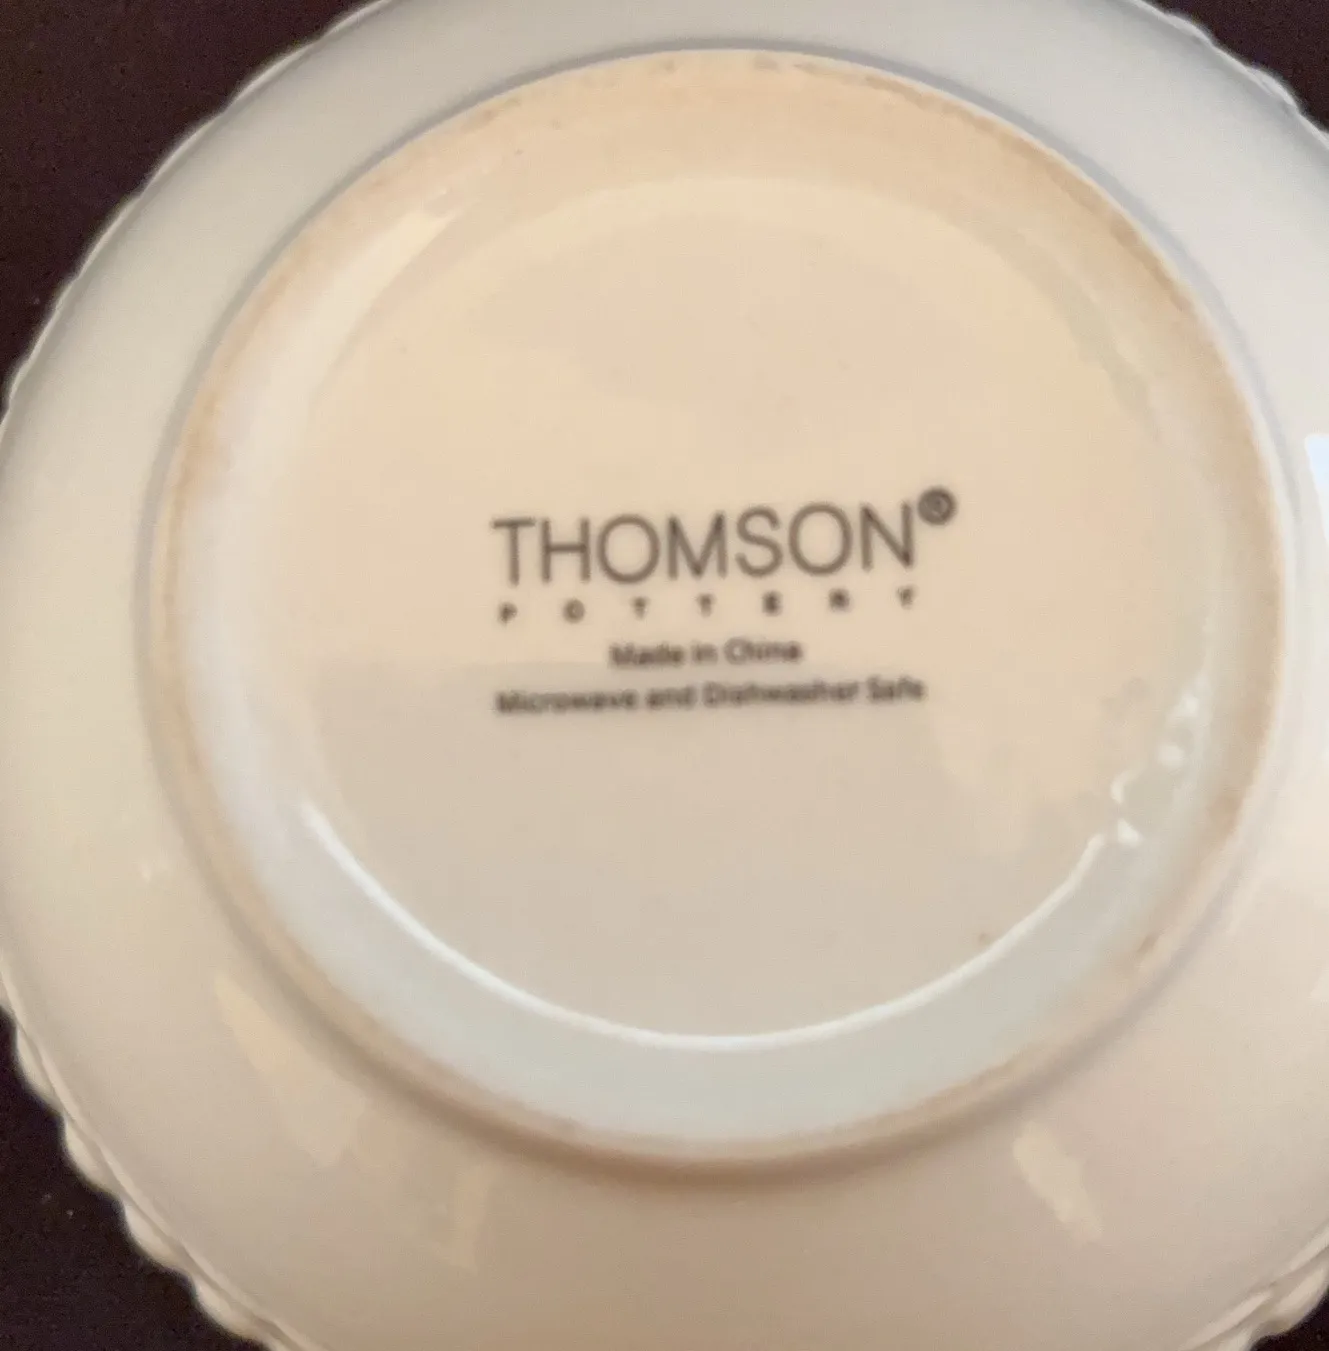 THOMSON®
POTTERY
Made in China
Microwave and Dishwasher Safe